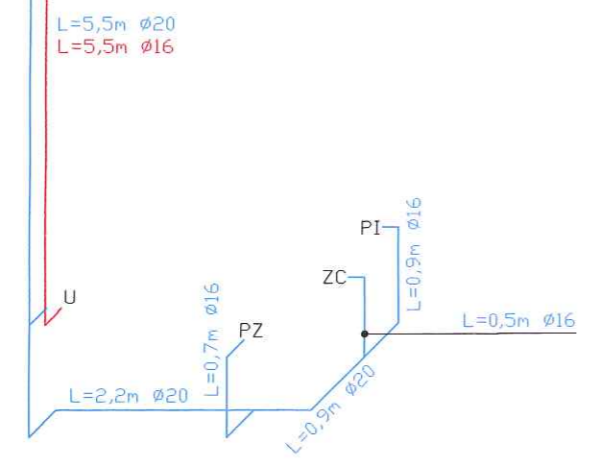 L=5,5m ø20
L=5,5m ø16
PI
L=0,9m ø16
ZC
U
L=0,7m ø16
PZ
L=0,5m ø16
L=2,2m ø20
L=0,9m ø20